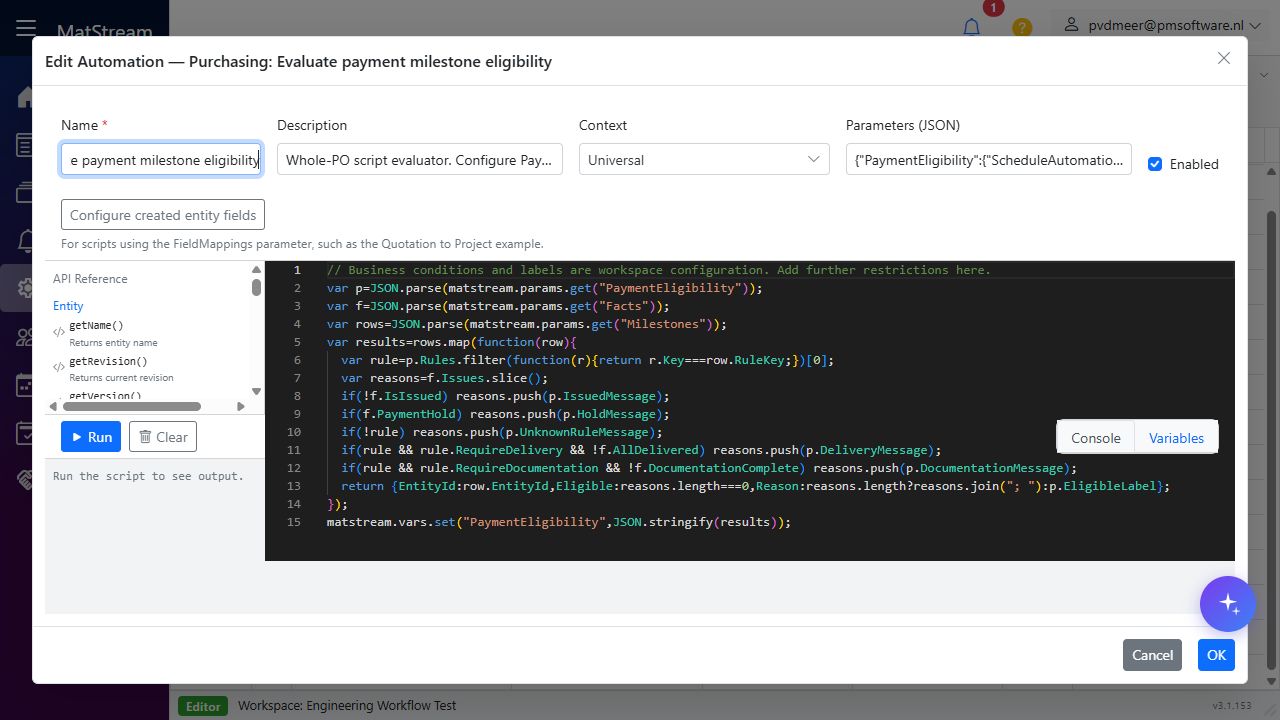 MatStream
1
?
pvdmeer@pmsoftware.nl
Edit Automation — Purchasing: Evaluate payment milestone eligibility
Name *
Description
Context
Parameters (JSON)
e payment milestone eligibility
Whole-PO script evaluator. Configure Pay...
Universal
{"PaymentEligibility":{"ScheduleAutomatio...
Enabled
Configure created entity fields
For scripts using the FieldMappings parameter, such as the Quotation to Project example.
API Reference
Entity
getName()
Returns entity name
getRevision()
Returns current revision
getVersion()
Run
Clear
Run the script to see output.
1 // Business conditions and labels are workspace configuration. Add further restrictions here.
2 var p=JSON.parse(matstream.params.get("PaymentEligibility"));
3 var f=JSON.parse(matstream.params.get("Facts"));
4 var rows=JSON.parse(matstream.params.get("Milestones"));
5 var results=rows.map(function(row){
6 var rule=p.Rules.filter(function(r){return r.Key===row.RuleKey;})[0];
7 var reasons=f.Issues.slice();
8 if(!f.IsIssued) reasons.push(p.IssuedMessage);
9 if(f.PaymentHold) reasons.push(p.HoldMessage);
10 if(!rule) reasons.push(p.UnknownRuleMessage);
11 if(rule && rule.RequireDelivery && !f.AllDelivered) reasons.push(p.DeliveryMessage);
12 if(rule && rule.RequireDocumentation && !f.DocumentationComplete) reasons.push(p.DocumentationMessage);
13 return {EntityId:row.EntityId,Eligible:reasons.length===0,Reason:reasons.length?reasons.join("; "):p.EligibleLabel};
14 });
15 matstream.vars.set("PaymentEligibility",JSON.stringify(results));
Console
Variables
Cancel
OK
Editor
Workspace: Engineering Workflow Test
v3.1.153